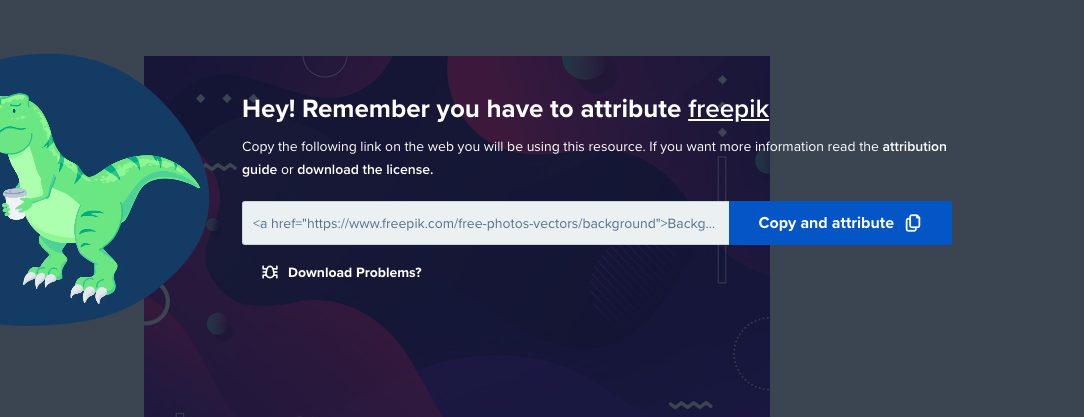 Hey! Remember you have to attribute freepik
Copy the following link on the web you will be using this resource. If you want more information read the attribution
guide or download the license.
<a href="https://www.freepik.com/free-photos-vectors/background">Backg...
Copy and attribute
Download Problems?